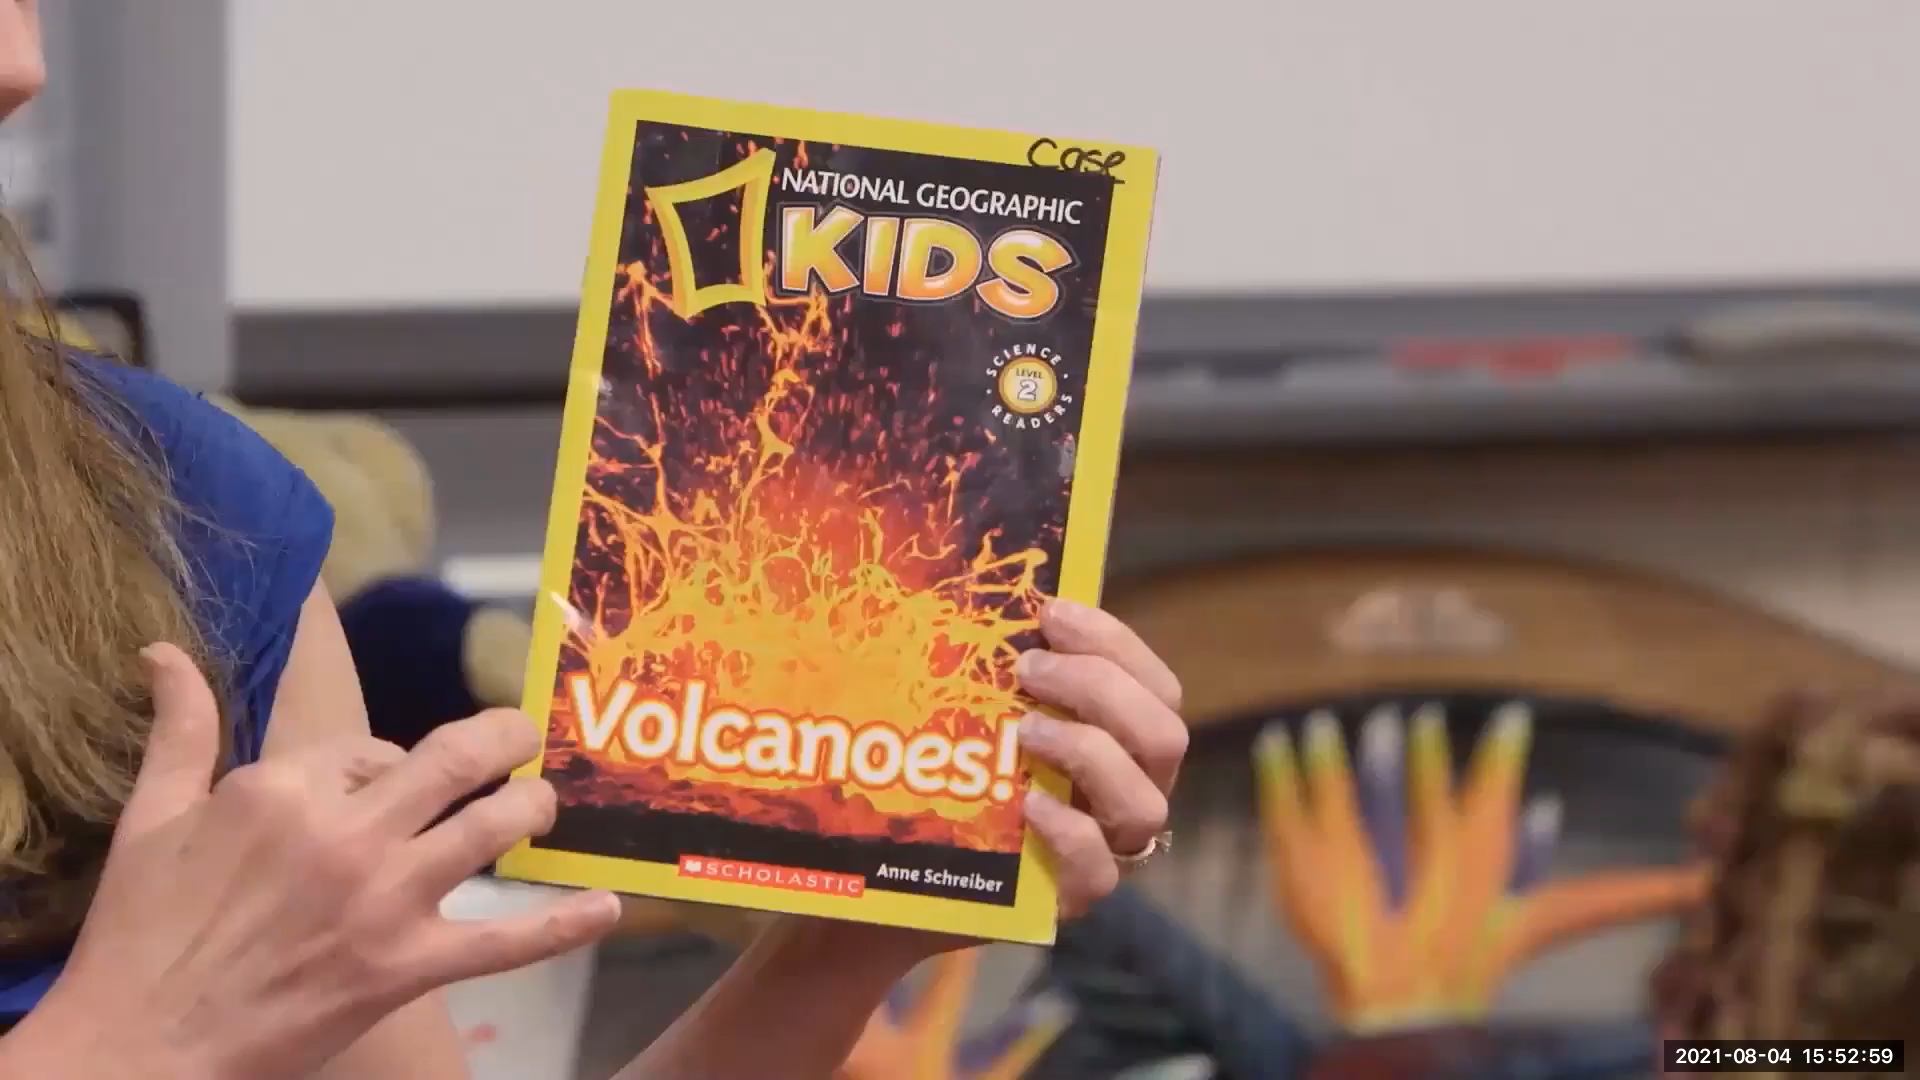 Case
NATIONAL GEOGRAPHIC
KIDS
SCIENCE
LEVEL
2
READERS
Volcanoes!
SCHOLASTIC
Anne Schreiber
2021-08-04 15:52:59